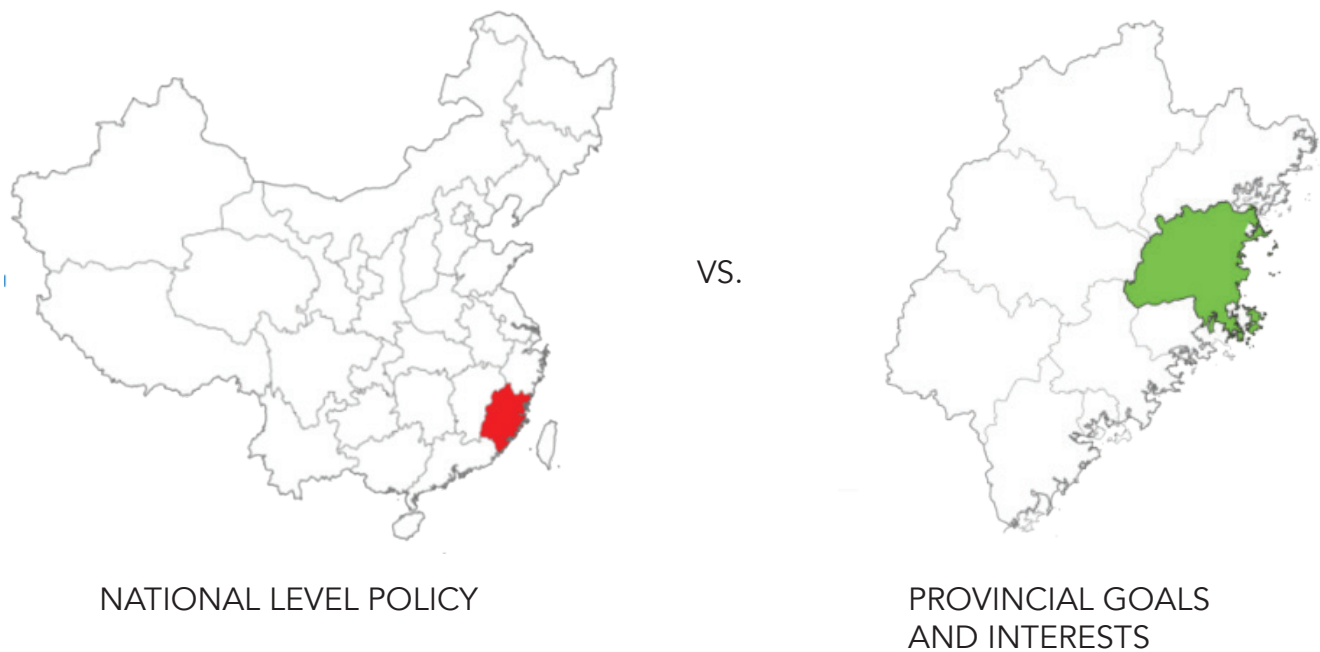 VS.
NATIONAL LEVEL POLICY
PROVINCIAL GOALS
AND INTERESTS